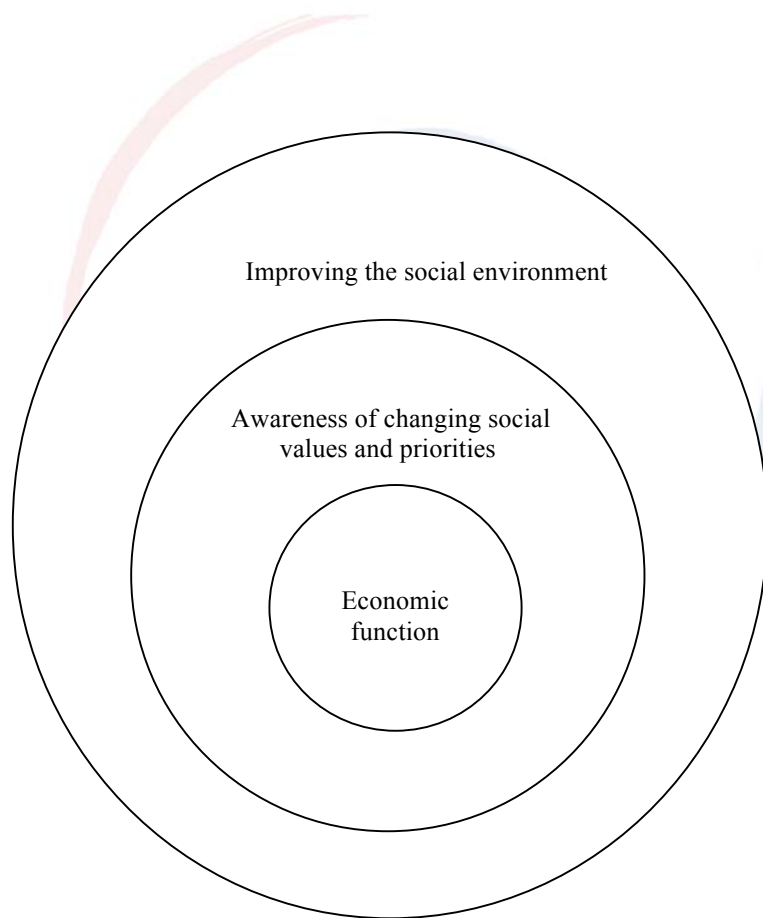 Improving the social environment
Awareness of changing social
values and priorities
Economic
function